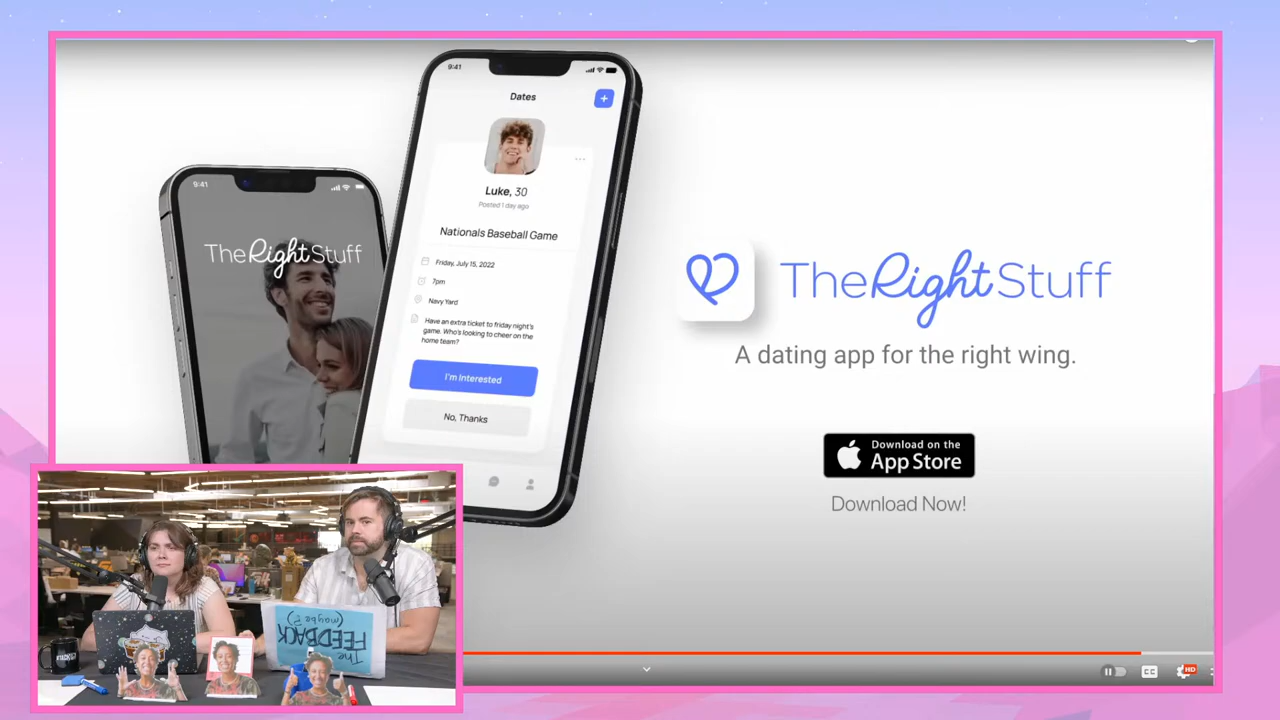 9:41
Dates
+
Luke, 30
Posted 1 day ago
Nationals Baseball Game
Friday, July 15, 2022
7pm
Navy Yard
Have an extra ticket to friday night's
game. Who's looking to cheer on the
home team?
I'm Interested
No, Thanks
9:41
TheRightStuff
TheRightStuff
A dating app for the right wing.
Download on the
App Store
Download Now!
The
FEEDBACK
(maybe?)
CC
HD